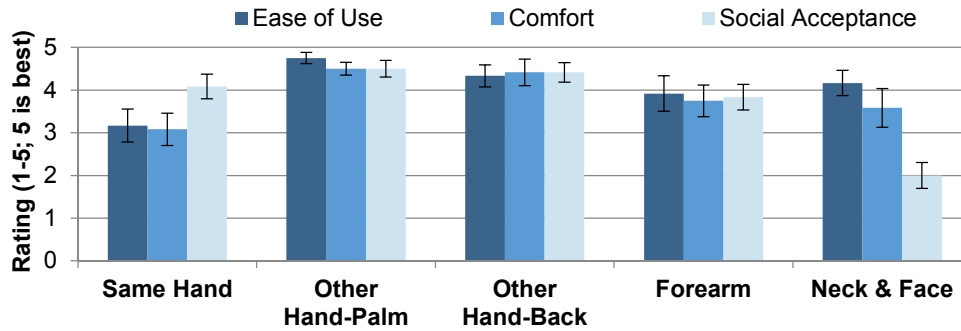 Ease of Use Comfort Social Acceptance
Rating (1-5; 5 is best)
5
4
3
2
1
0
Same Hand Other Hand-Palm Other Hand-Back Forearm Neck & Face